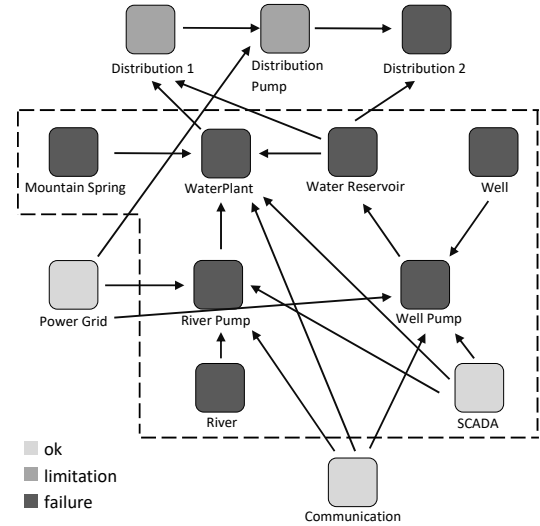 Distribution 1
Distribution
Pump
Distribution 2
Mountain Spring
WaterPlant
Water Reservoir
Well
Power Grid
River Pump
Well Pump
River
SCADA
Communication
ok
limitation
failure